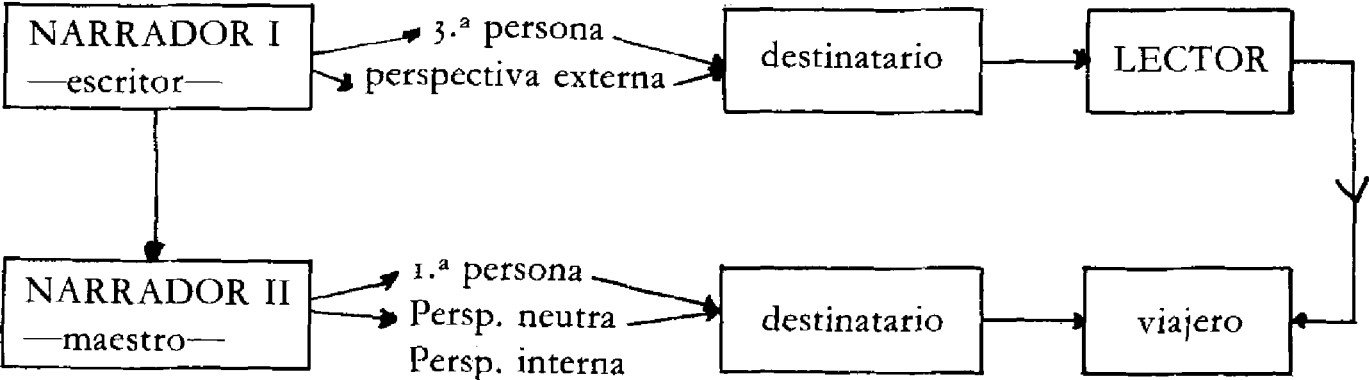 NARRADOR I
—escritor—
3.ª persona
perspectiva externa
destinatario
LECTOR
NARRADOR II
—maestro—
1.ª persona
Persp. neutra
Persp. interna
destinatario
viajero